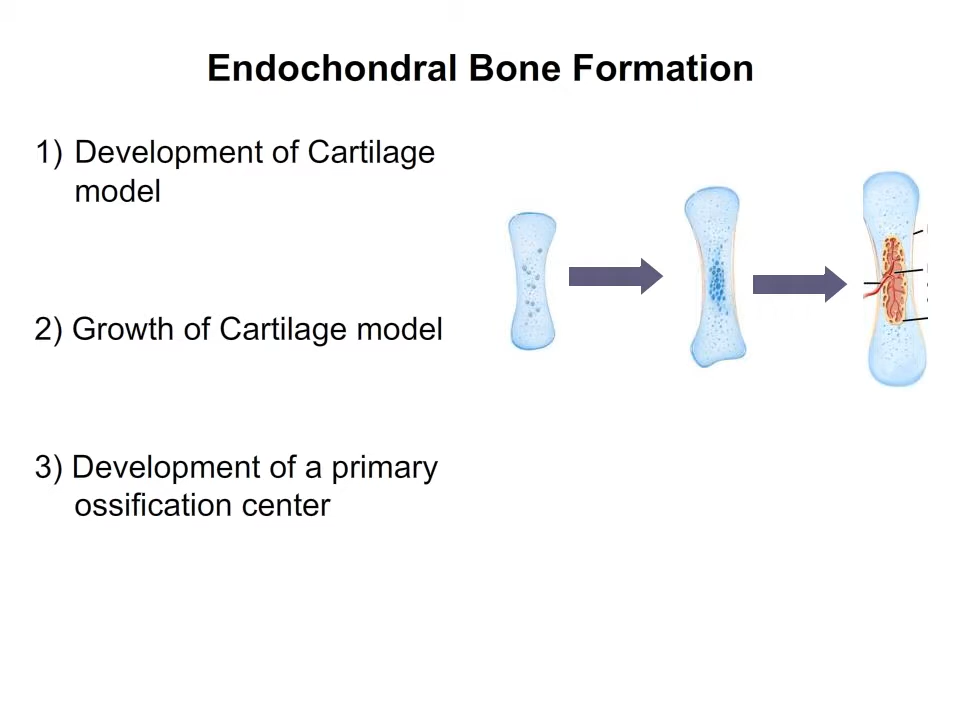 Endochondral Bone Formation
1) Development of Cartilage
model
2) Growth of Cartilage model
3) Development of a primary
ossification center